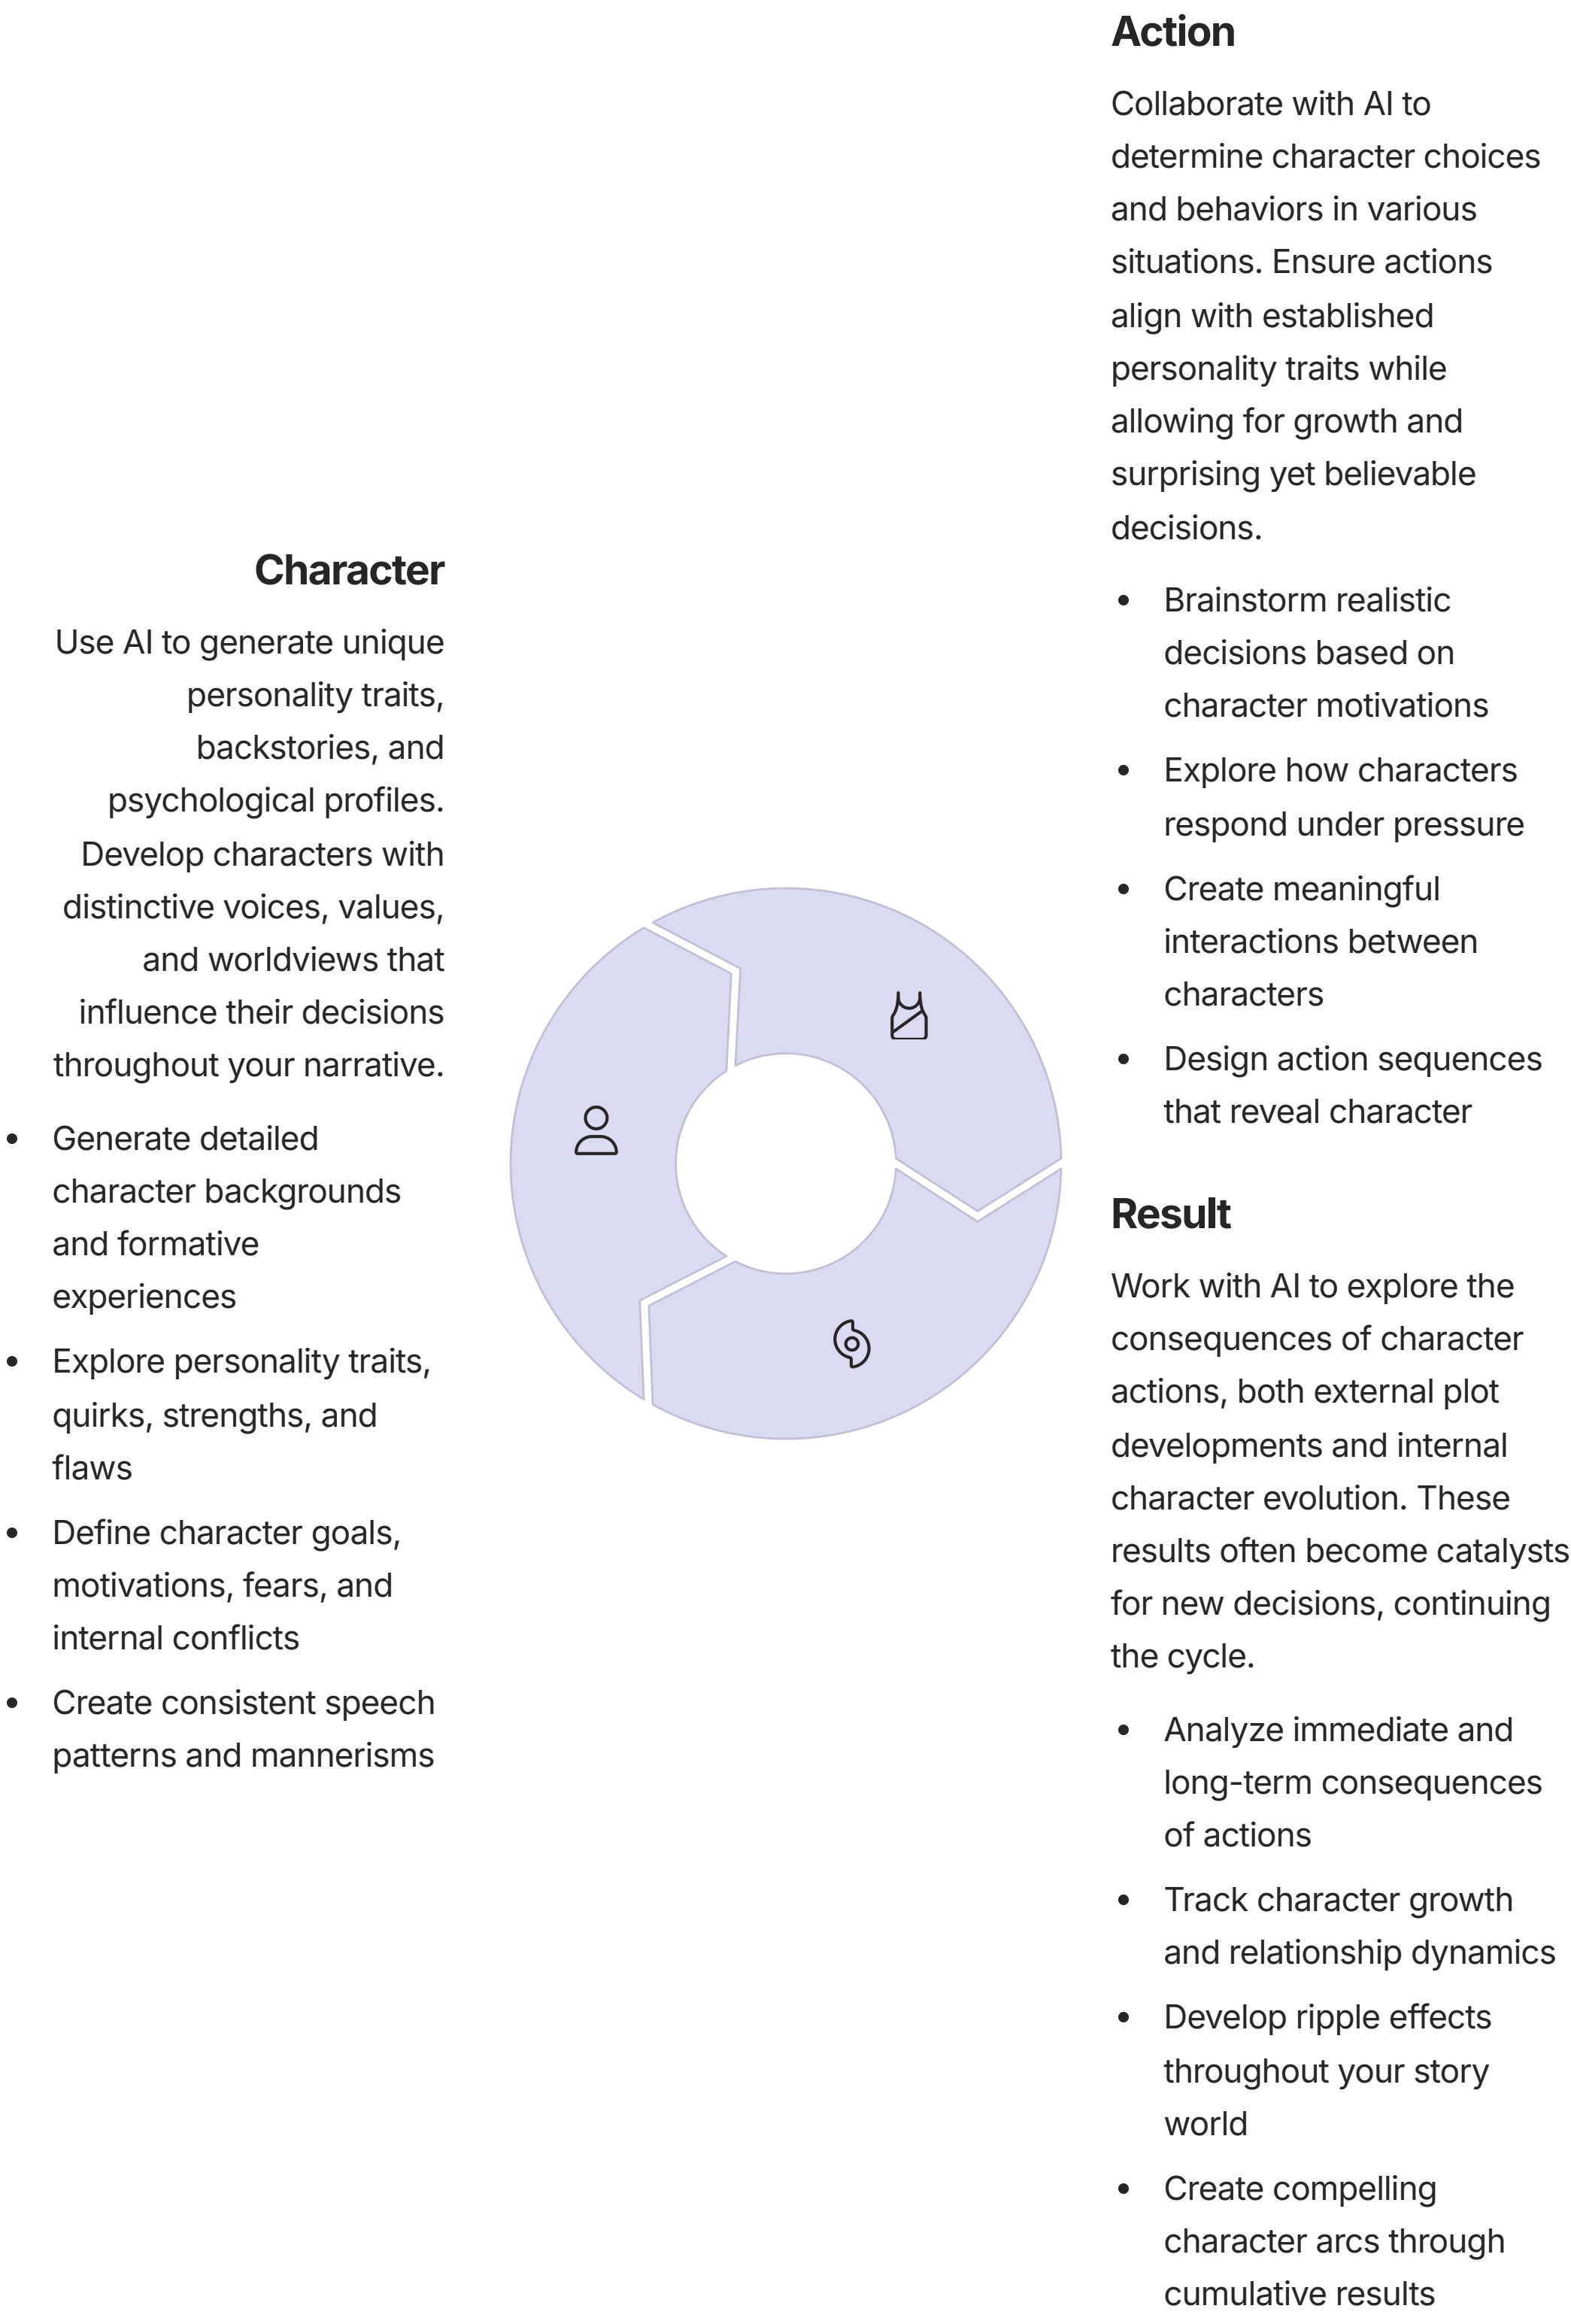 Character
Use AI to generate unique
personality traits,
backstories, and
psychological profiles.
Develop characters with
distinctive voices, values,
and worldviews that
influence their decisions
throughout your narrative.
• Generate detailed
character backgrounds
and formative
experiences
• Explore personality traits,
quirks, strengths, and
flaws
• Define character goals,
motivations, fears, and
internal conflicts
• Create consistent speech
patterns and mannerisms
Action
Collaborate with AI to
determine character choices
and behaviors in various
situations. Ensure actions
align with established
personality traits while
allowing for growth and
surprising yet believable
decisions.
• Brainstorm realistic
decisions based on
character motivations
• Explore how characters
respond under pressure
• Create meaningful
interactions between
characters
• Design action sequences
that reveal character
Result
Work with AI to explore the
consequences of character
actions, both external plot
developments and internal
character evolution. These
results often become catalysts
for new decisions, continuing
the cycle.
• Analyze immediate and
long-term consequences
of actions
• Track character growth
and relationship dynamics
• Develop ripple effects
throughout your story
world
• Create compelling
character arcs through
cumulative results